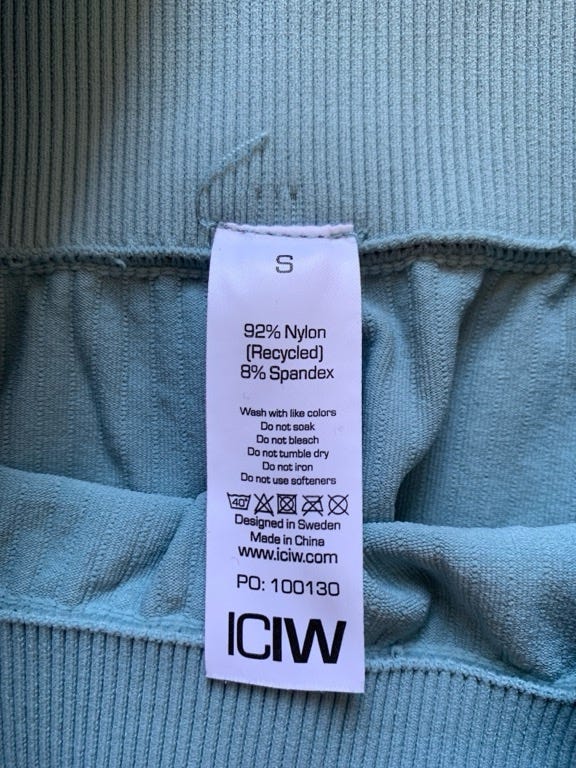 S
92% Nylon
(Recycled)
8% Spandex
Wash with like colors
Do not soak
Do not bleach
Do not tumble dry
Do not iron
Do not use softeners
40°
Designed in Sweden
Made in China
www.iciw.com
PO: 100130
ICIW